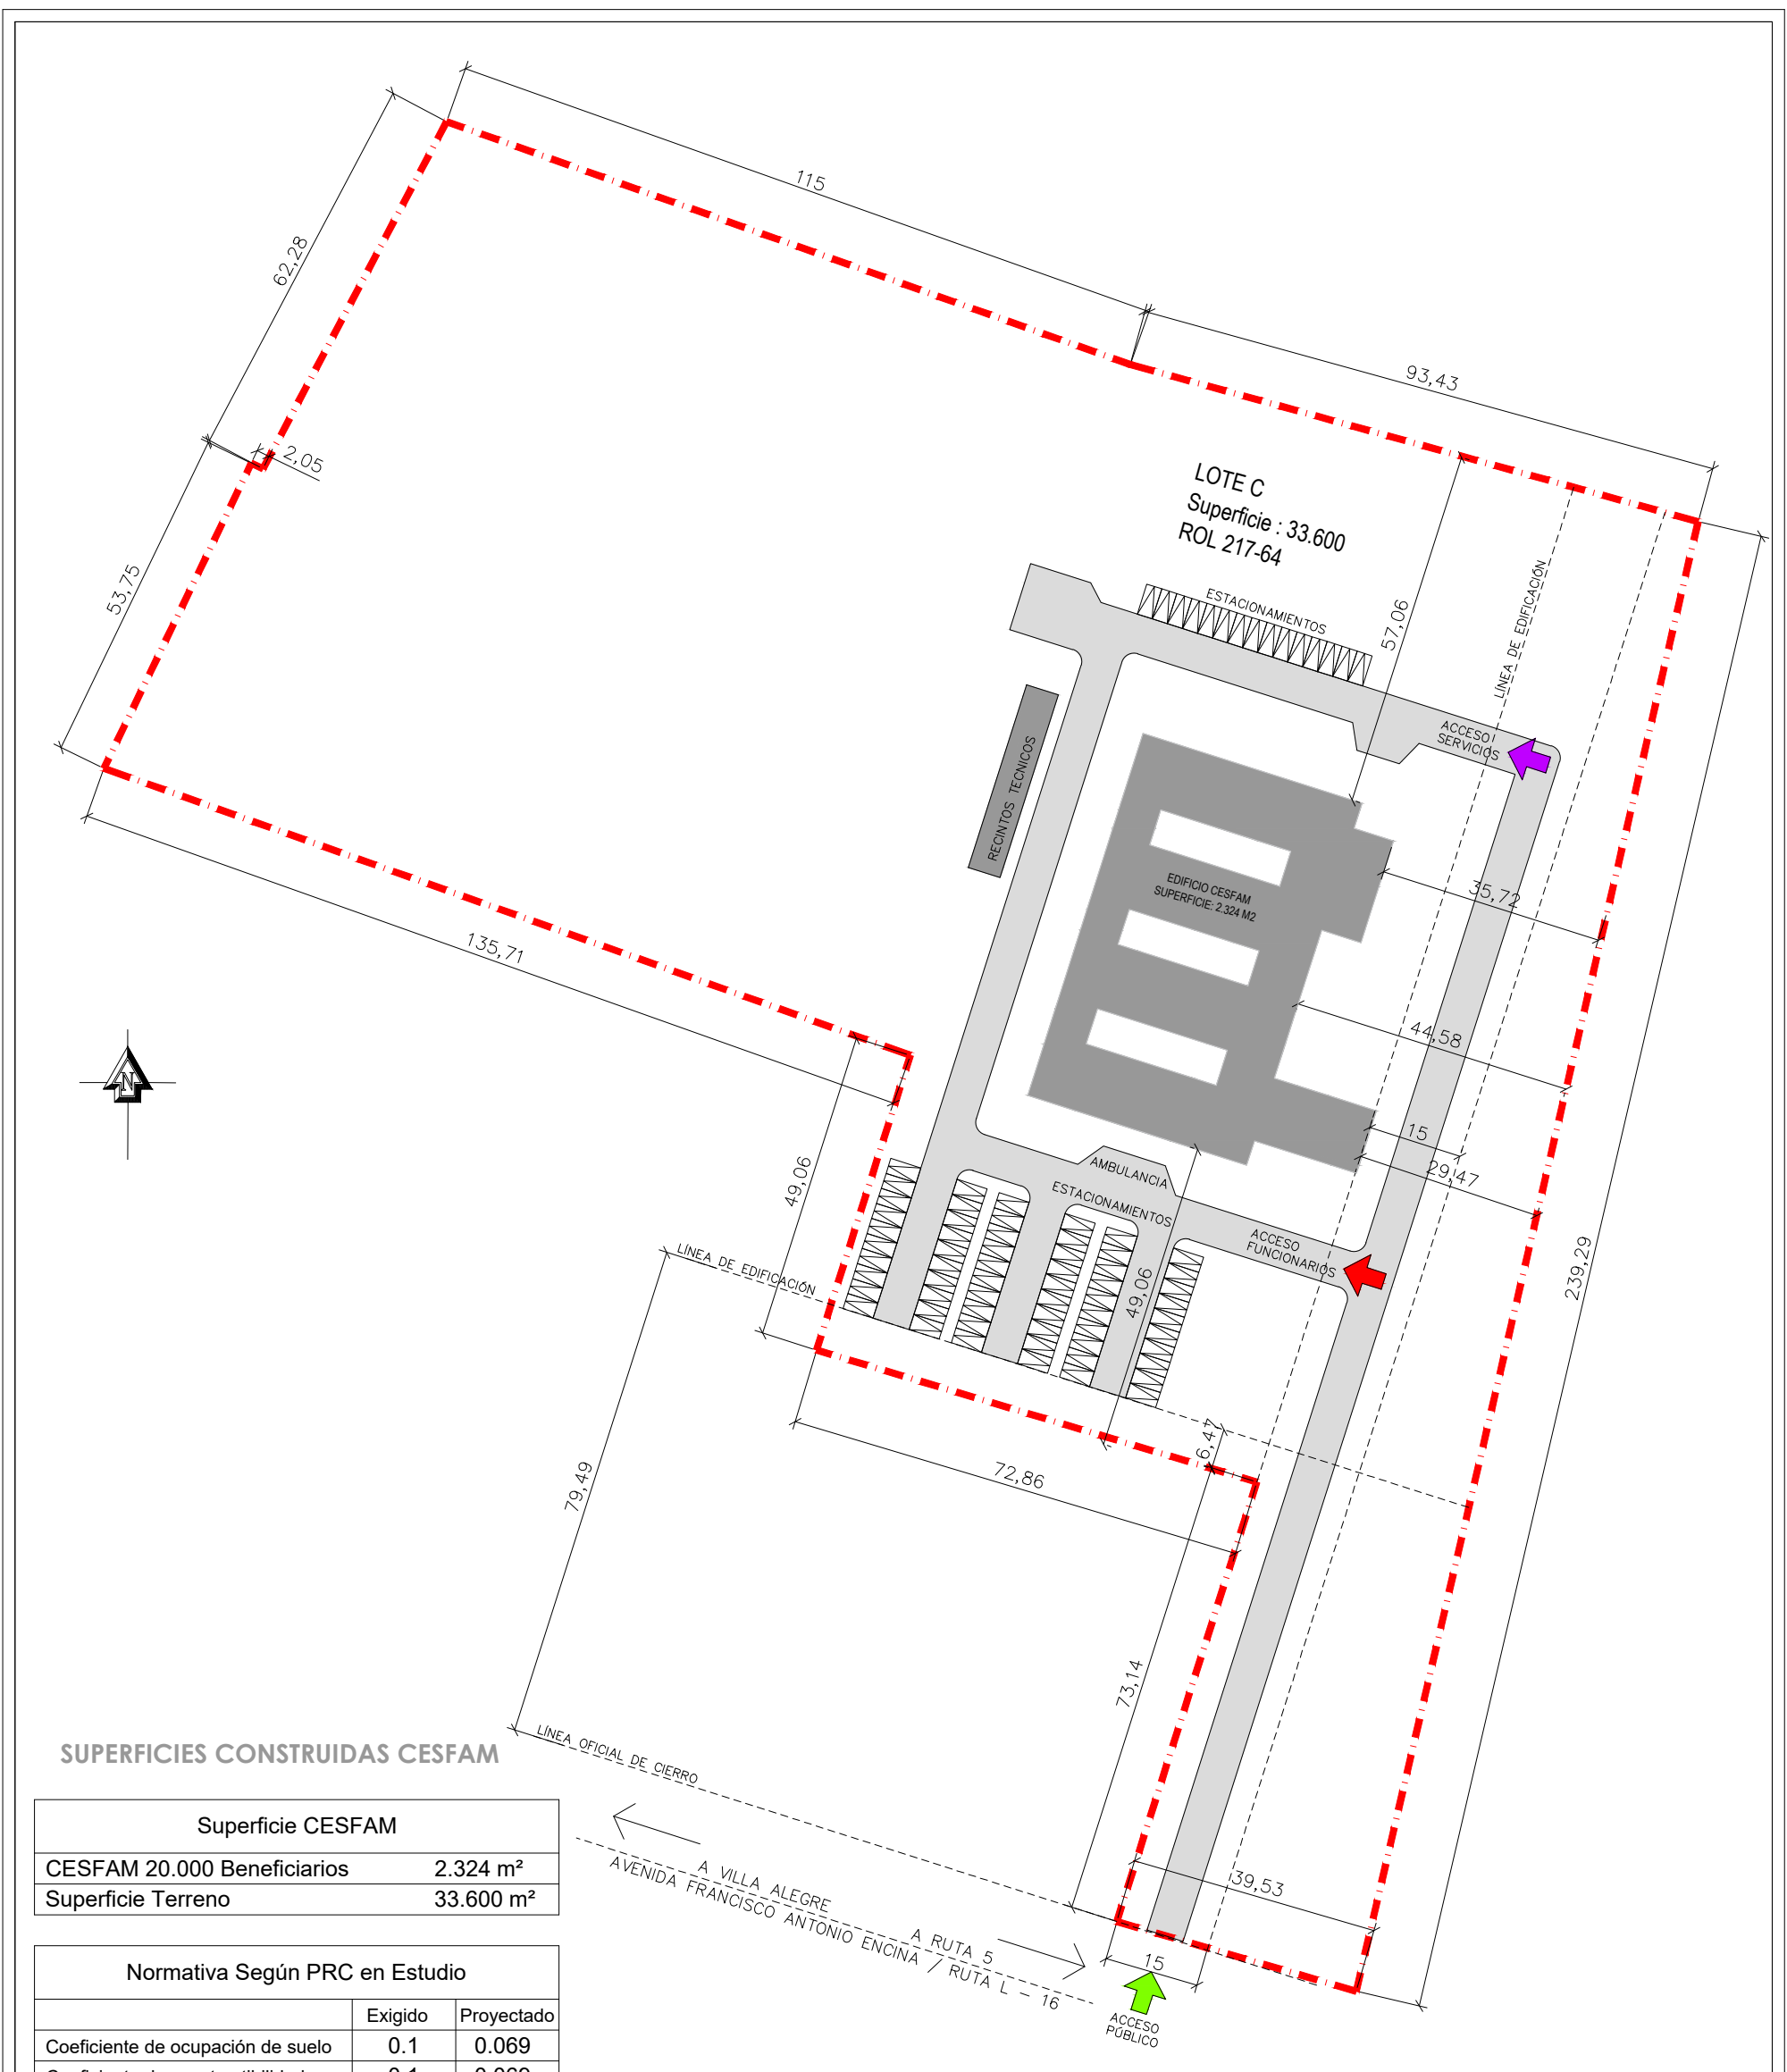 115
62,28
93,43
2,05
LOTE C
Superficie : 33.600
ROL 217-64
53,75
ESTACIONAMIENTOS
57,06
LÍNEA DE EDIFICACIÓN
ACCESO
SERVICIOS
RECINTOS TECNICOS
EDIFICIO CESFAM
SUPERFICIE: 2.324 M2
35,72
135,71
44,58
N
15
29,47
49,06
AMBULANCIA
ESTACIONAMIENTOS
ACCESO
FUNCIONARIOS
LÍNEA DE EDIFICACIÓN
49,06
239,29
6,47
72,86
79,49
73,14
LÍNEA OFICIAL DE CIERRO
39,53
A VILLA ALEGRE
A RUTA 5
AVENIDA FRANCISCO ANTONIO ENCINA / RUTA L - 16
15
ACCESO
PÚBLICO
SUPERFICIES CONSTRUIDAS CESFAM
Superficie CESFAM
CESFAM 20.000 Beneficiarios 2.324 m²
Superficie Terreno 33.600 m²
Normativa Según PRC en Estudio
Exigido Proyectado
Coeficiente de ocupación de suelo 0.1 0.069